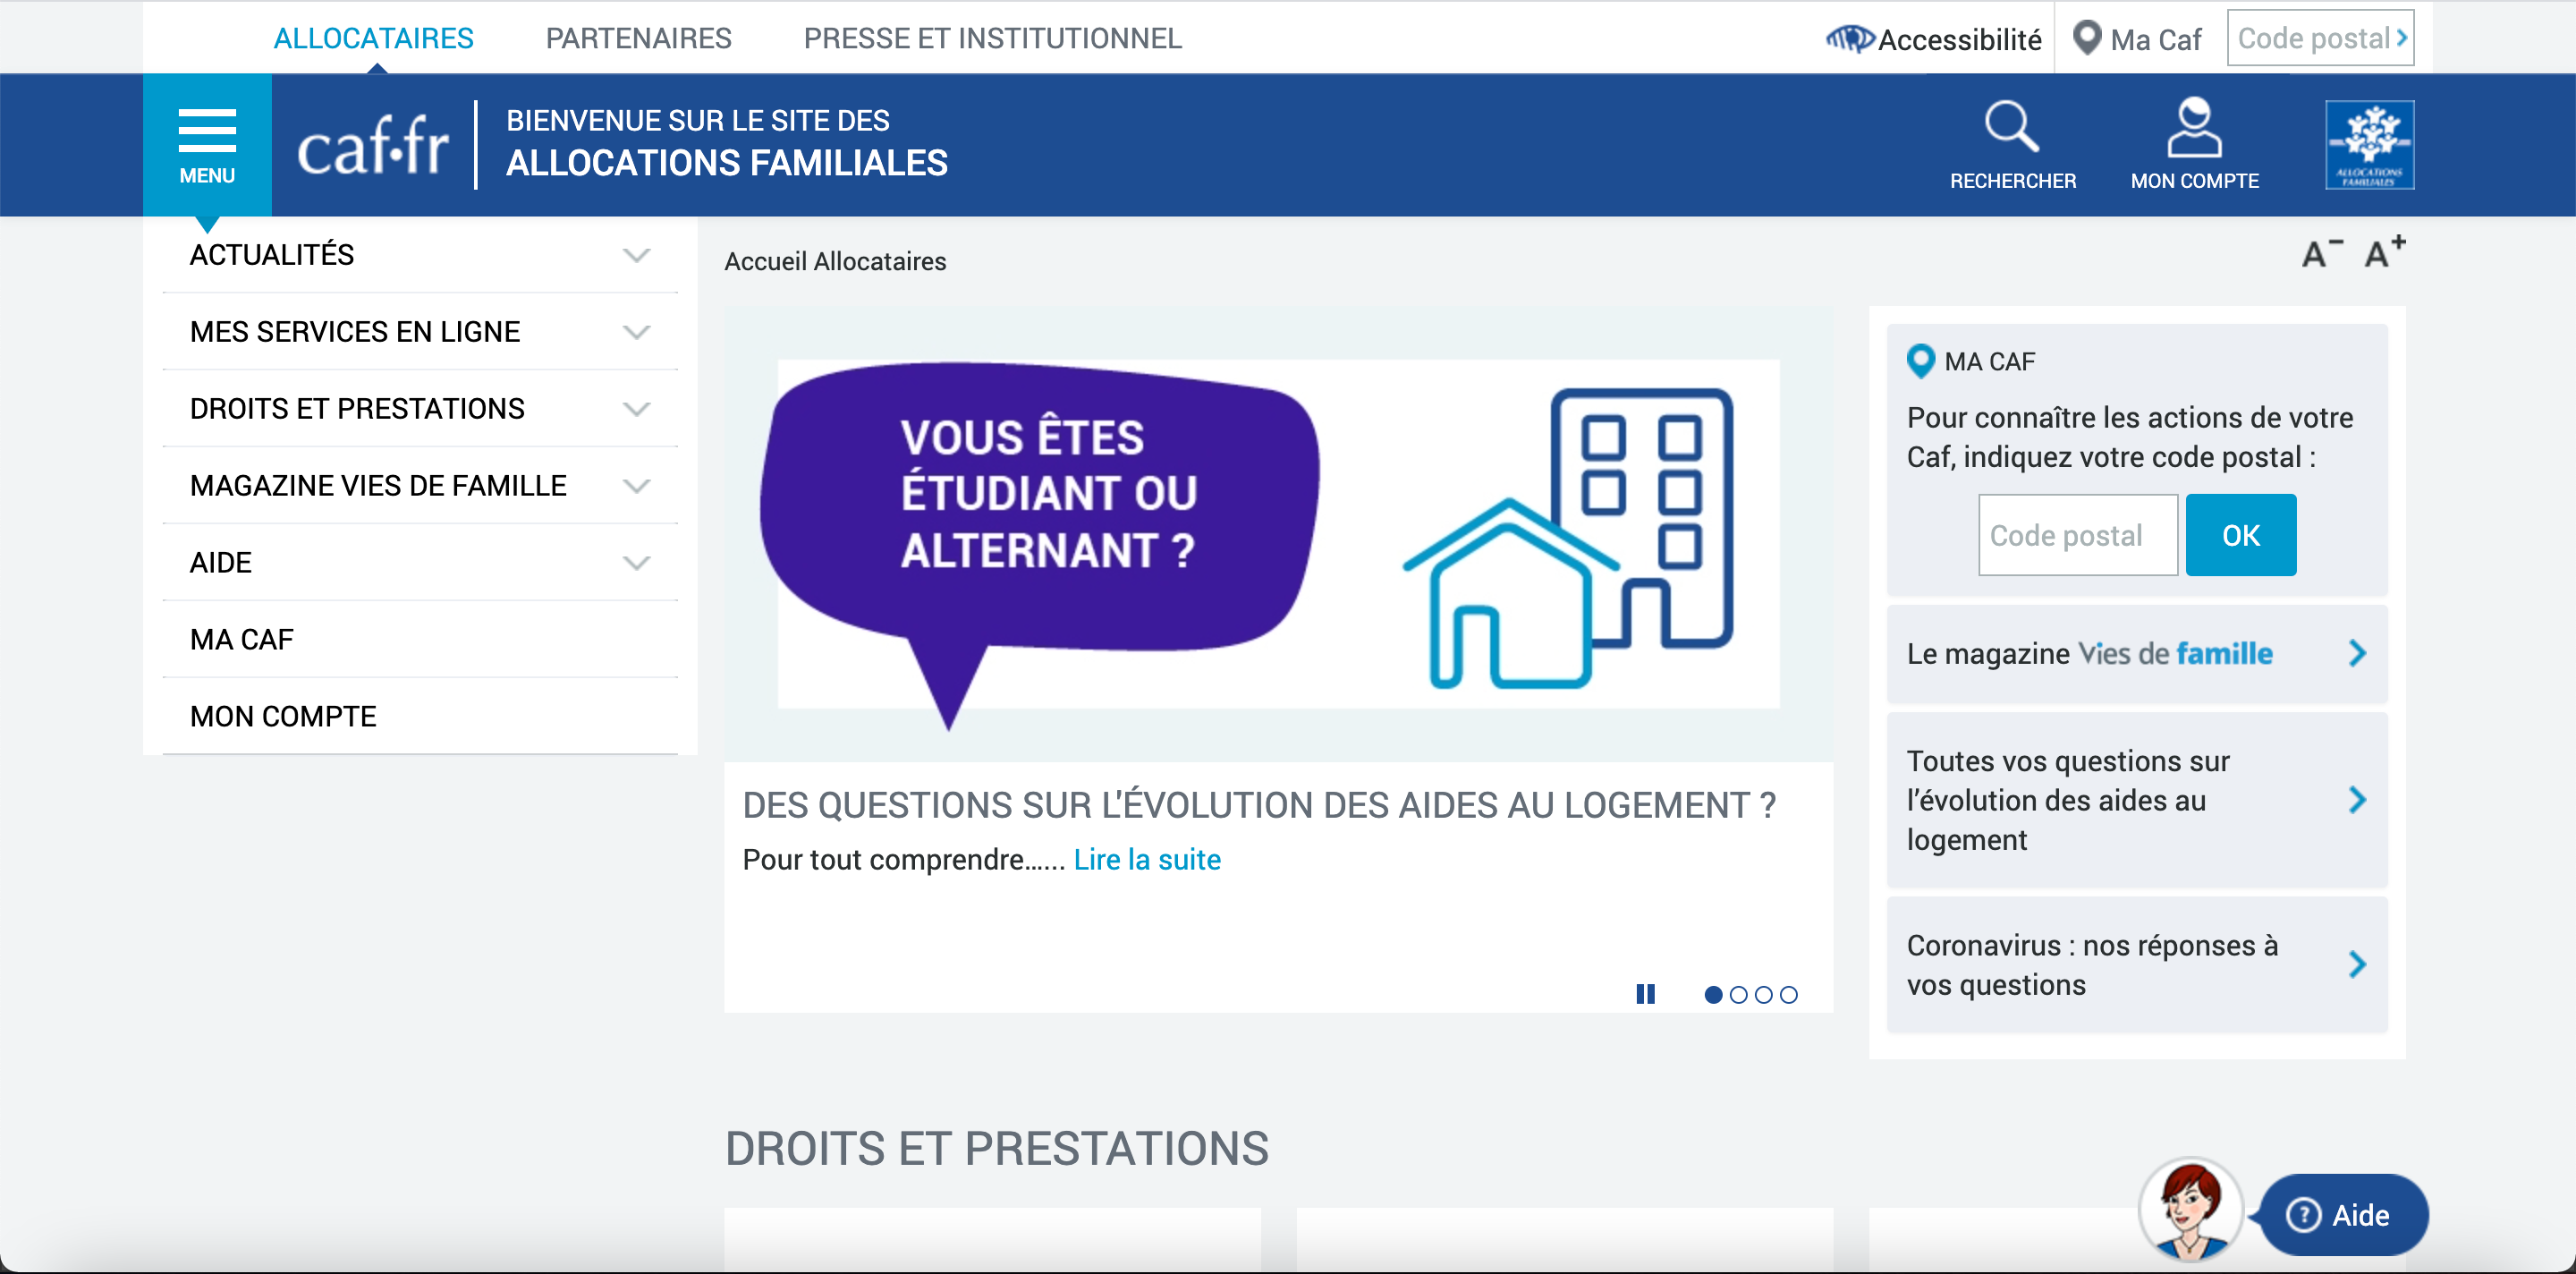 ALLOCATAIRES
PARTENAIRES
PRESSE ET INSTITUTIONNEL
Accessibilité
Ma Caf
Code postal
MENU
caf.fr
BIENVENUE SUR LE SITE DES
ALLOCATIONS FAMILIALES
RECHERCHER
MON COMPTE
ALLOCATIONS
FAMILIALES
ACTUALITÉS
MES SERVICES EN LIGNE
DROITS ET PRESTATIONS
MAGAZINE VIES DE FAMILLE
AIDE
MA CAF
MON COMPTE
Accueil Allocataires
A- A+
VOUS ÊTES
ÉTUDIANT OU
ALTERNANT ?
DES QUESTIONS SUR L'ÉVOLUTION DES AIDES AU LOGEMENT ?
Pour tout comprendre…... Lire la suite
MA CAF
Pour connaître les actions de votre
Caf, indiquez votre code postal :
Code postal
OK
Le magazine Vies de famille
Toutes vos questions sur
l’évolution des aides au
logement
Coronavirus : nos réponses à
vos questions
DROITS ET PRESTATIONS
? Aide